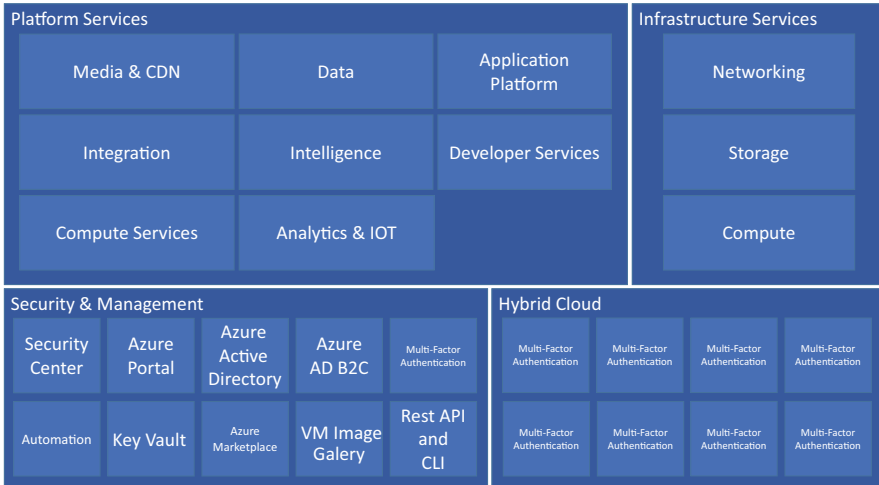 Platform Services
Media & CDN
Data
Application
Platform
Integration
Intelligence
Developer Services
Compute Services
Analytics & IOT
Infrastructure Services
Networking
Storage
Compute
Security & Management
Security
Center
Azure
Portal
Azure
Active
Directory
Azure
AD B2C
Multi-Factor
Authentication
Automation
Key Vault
Azure
Marketplace
VM Image
Galery
Rest API
and
CLI
Hybrid Cloud
Multi-Factor
Authentication
Multi-Factor
Authentication
Multi-Factor
Authentication
Multi-Factor
Authentication
Multi-Factor
Authentication
Multi-Factor
Authentication
Multi-Factor
Authentication
Multi-Factor
Authentication